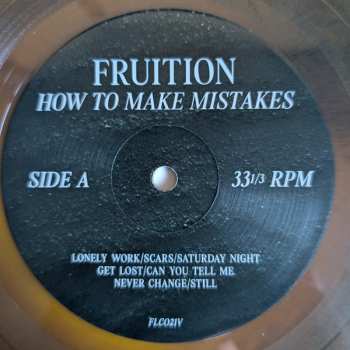 FRUITION
HOW TO MAKE MISTAKES
SIDE A 33 1/3 RPM
LONELY WORK/SCARS/SATURDAY NIGHT
GET LOST/CAN YOU TELL ME
NEVER CHANGE/STILL
FLCO21V